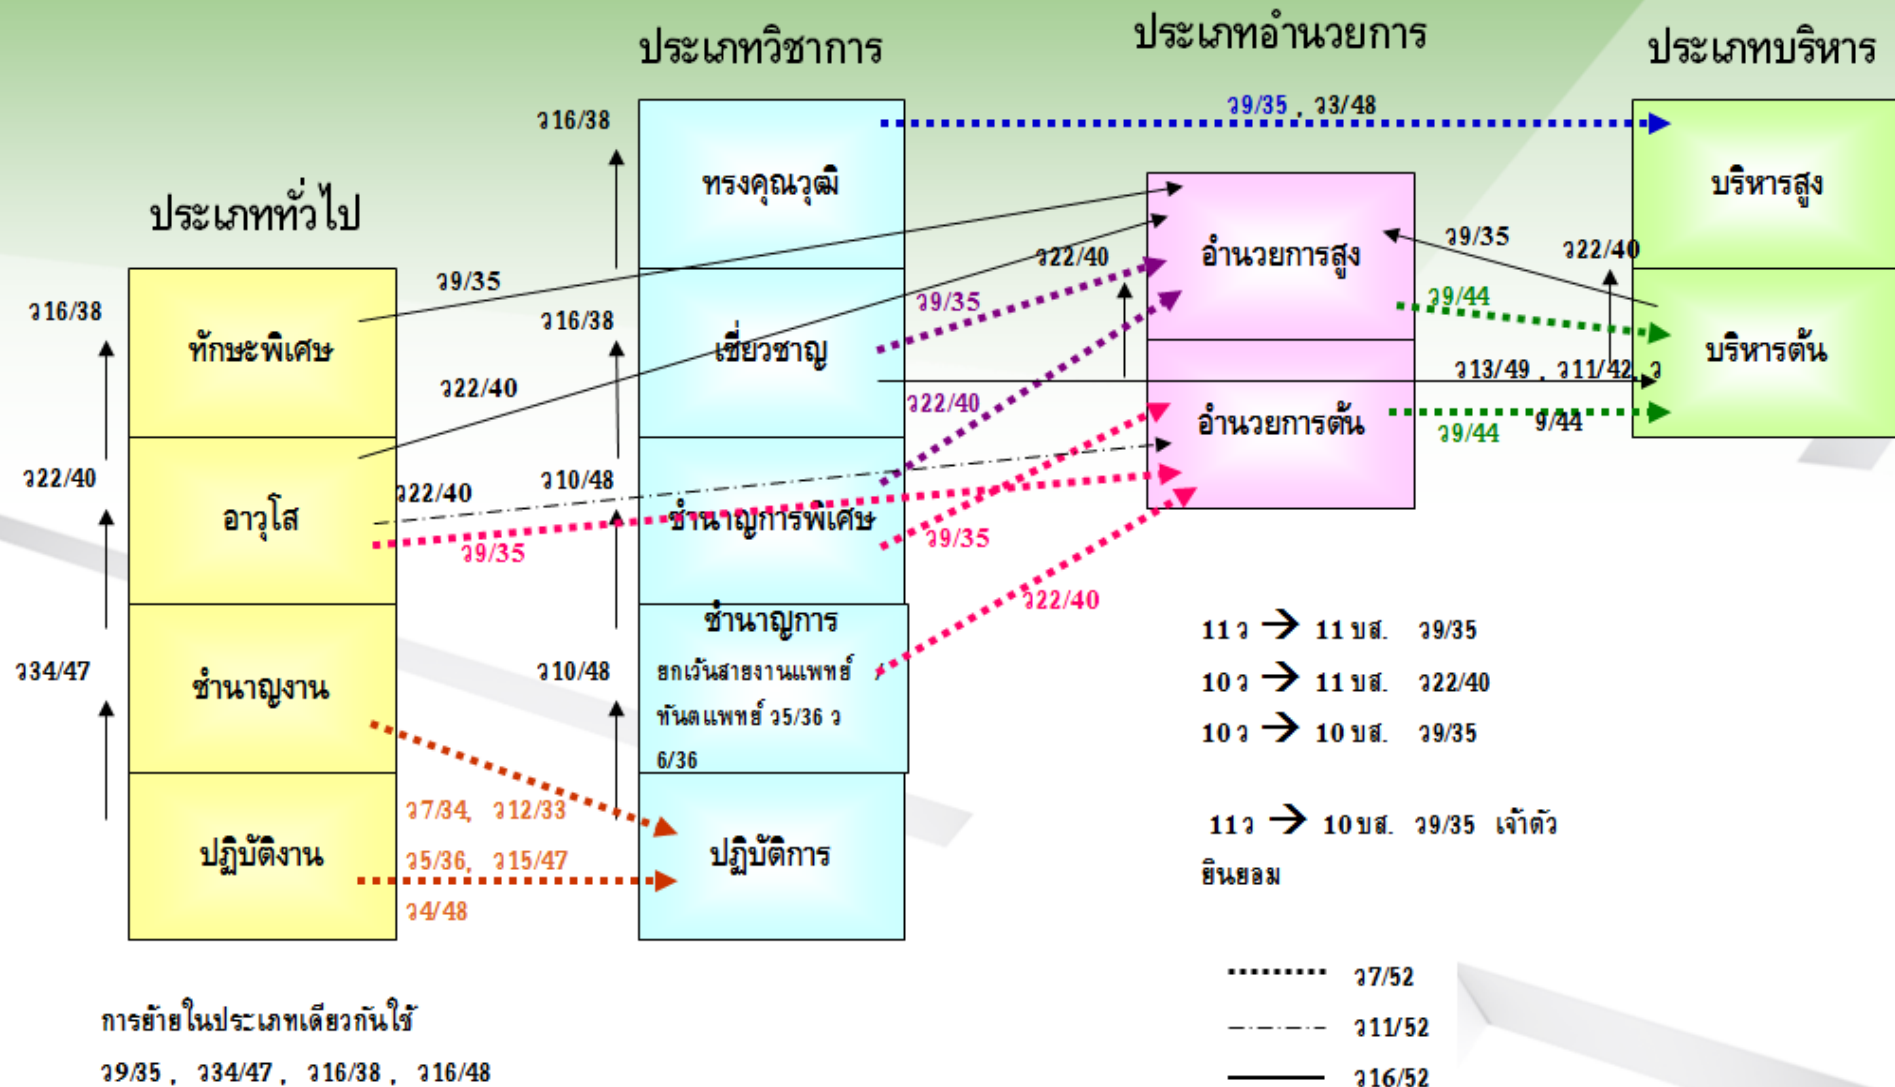 ประเภททั่วไป
ประเภทวิชาการ
ประเภทอำนวยการ
ประเภทบริหาร
ว16/38
ว22/40
ว34/47
ทักษะพิเศษ
อาวุโส
ชำนาญงาน
ปฏิบัติงาน
ว9/35
ว22/40
ว22/40
ว9/35
ว7/34, ว12/33
ว5/36, ว15/47
ว4/48
ว16/38
ว16/38
ว10/48
ว10/48
ทรงคุณวุฒิ
เชี่ยวชาญ
ชำนาญการพิเศษ
ชำนาญการ
ยกเว้นสายงานแพทย์ /
ทันตแพทย์ ว5/36 ว
6/36
ปฏิบัติการ
ว9/35 , ว3/48
ว22/40
ว9/35
ว22/40
ว9/35
ว22/40
อำนวยการสูง
อำนวยการต้น
ว9/35
ว22/40
ว9/44
ว13/49 , ว11/42, ว
9/44
ว9/44
บริหารสูง
บริหารต้น
11 ว → 11 บส. ว9/35
10 ว → 11 บส. ว22/40
10 ว → 10 บส. ว9/35
11ว → 10 บส. ว9/35 เจ้าตัว
ยินยอม
ว7/52
ว11/52
ว16/52
การย้ายในประเภทเดียวกันใช้
ว9/35 , ว34/47 , ว16/38 , ว16/48